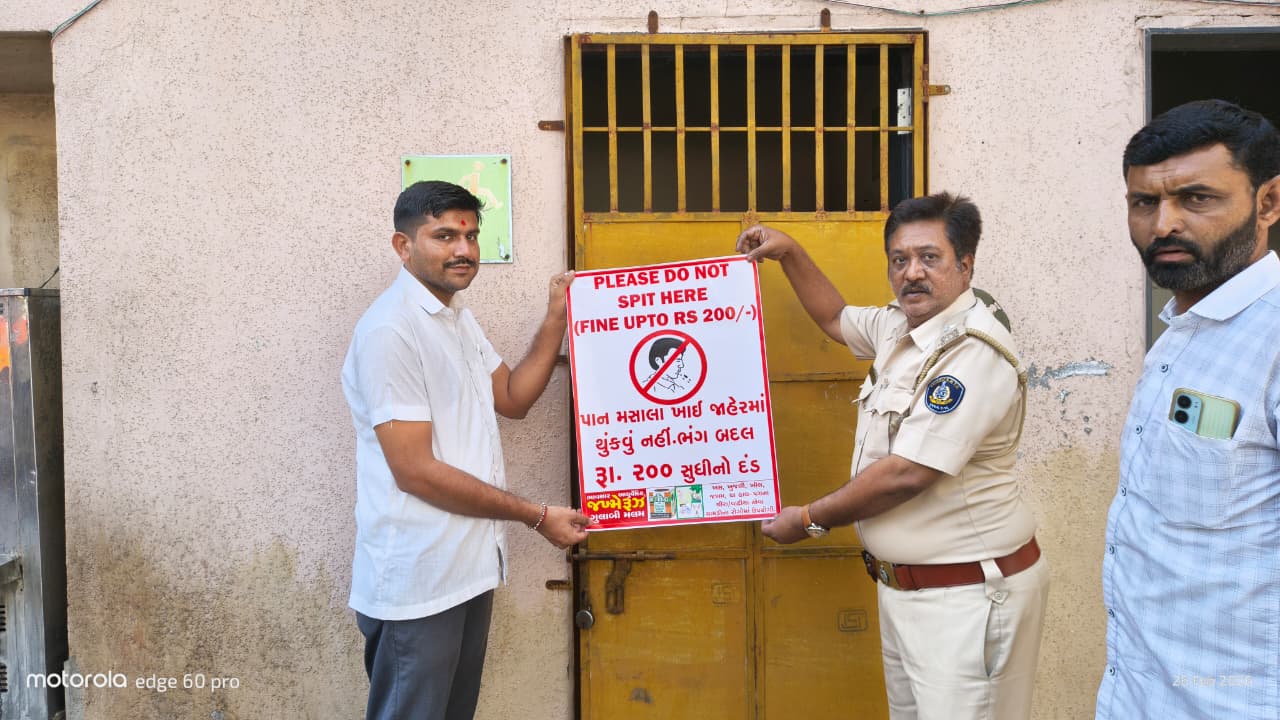 PLEASE DO NOT
SPIT HERE
(FINE UPTO RS 200/-)
પાન મસાલા ખાઈ જાહેરમાં
થુંકવું નહીં.ભંગ બદલ
રૂા. ૨૦૦ સુધીનો દંડ
જખ્મેરૂઝ
ગુલાબી મલમ
motorola edge 60 pro